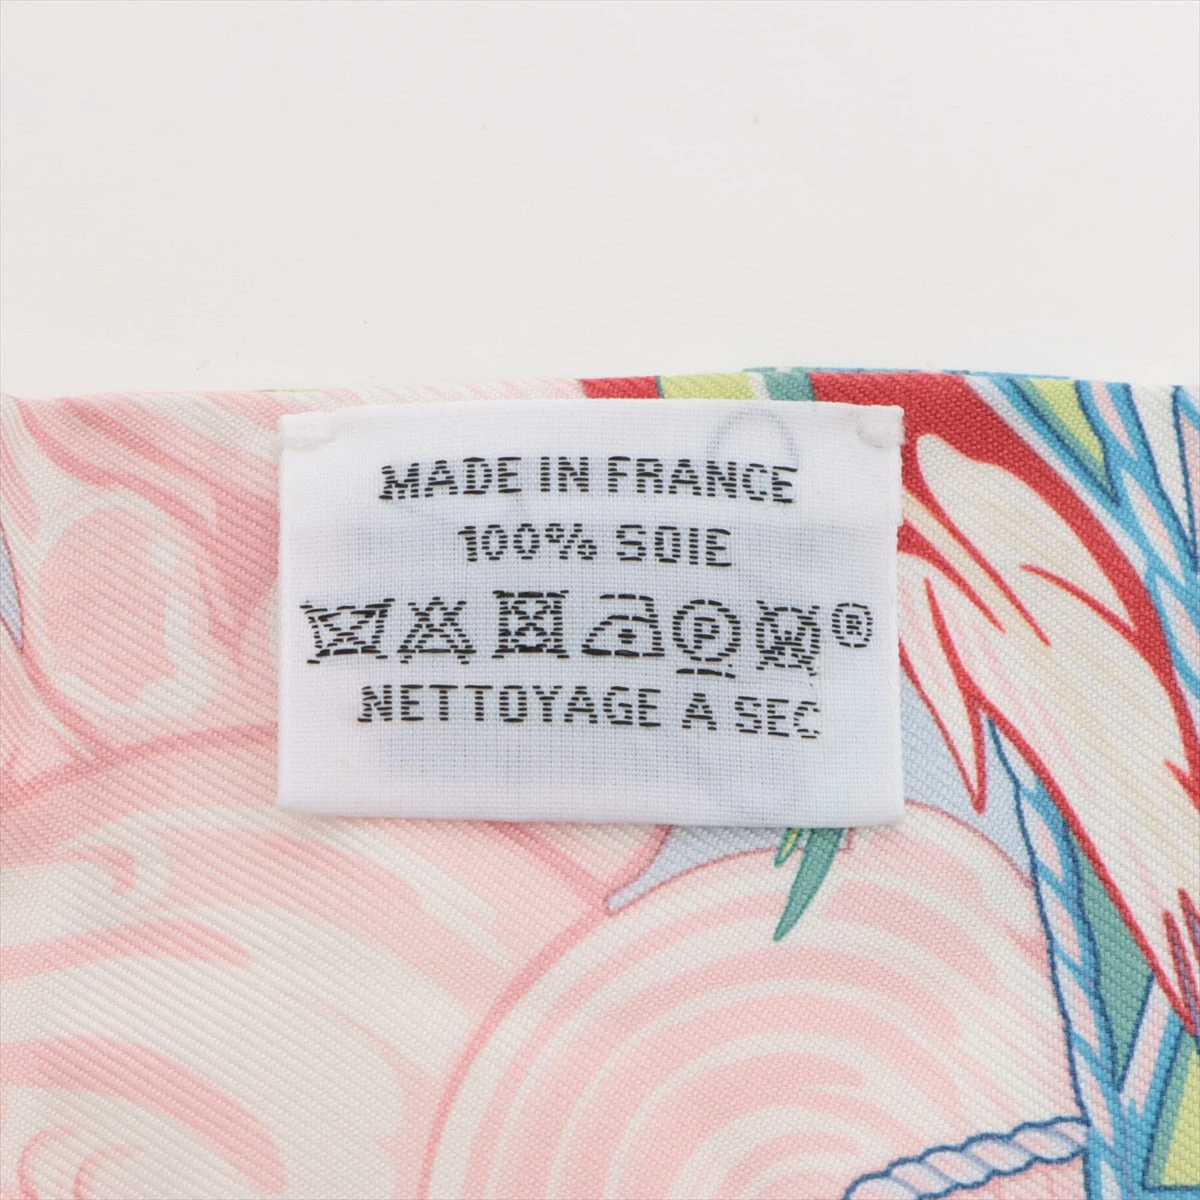 MADE IN FRANCE
100% SOIE
P ®
NETTOYAGE A SEC